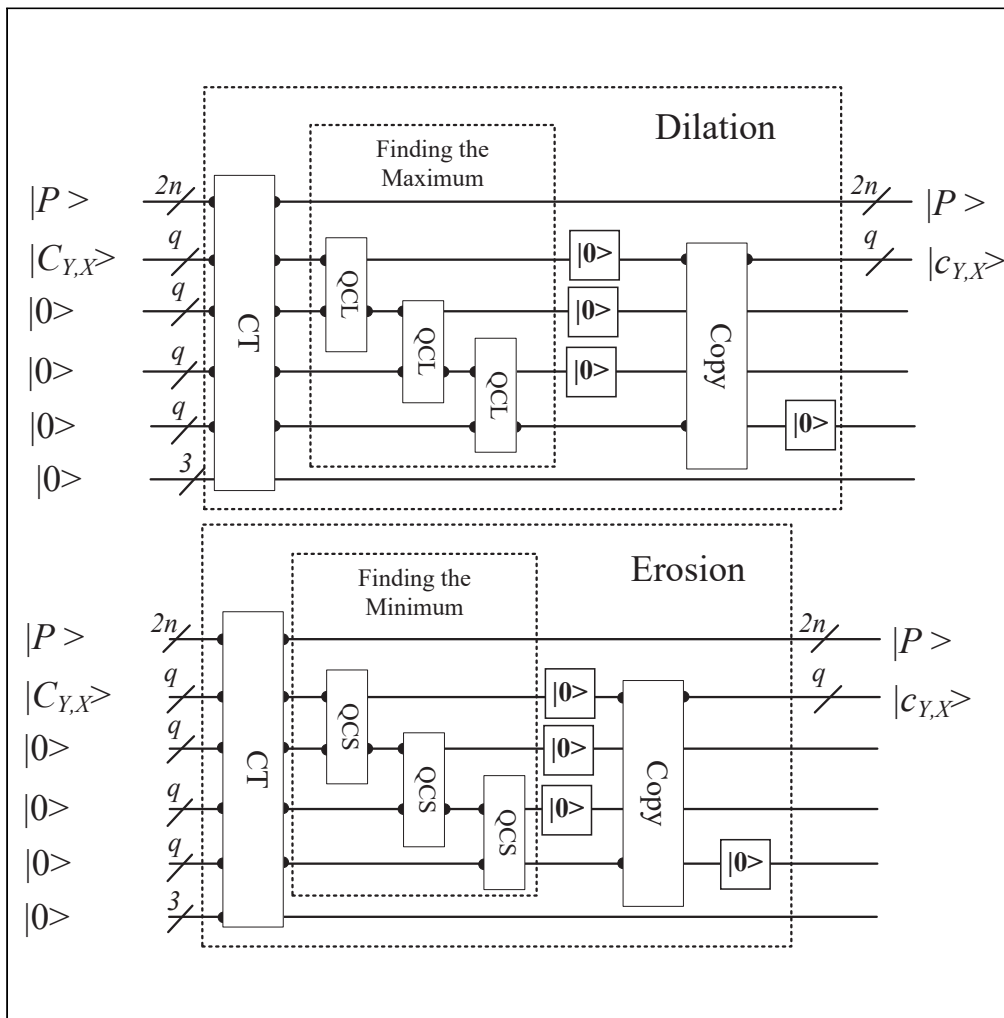 Dilation
Finding the
Maximum
|P > 2n CT 2n |P >
|C_{Y,X}> q QCL |0> Copy q |c_{Y,X}>
|0> q QCL |0>
|0> q QCL |0>
|0> q |0>
|0> 3
Erosion
Finding the
Minimum
|P > 2n CT 2n |P >
|C_{Y,X}> q QCS |0> Copy q |c_{Y,X}>
|0> q QCS |0>
|0> q QCS |0>
|0> q |0>
|0> 3